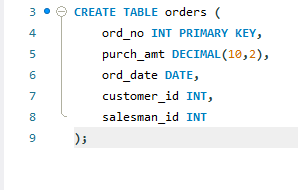 3 CREATE TABLE orders (
4 ord_no INT PRIMARY KEY,
5 purch_amt DECIMAL(10,2),
6 ord_date DATE,
7 customer_id INT,
8 salesman_id INT
9 );